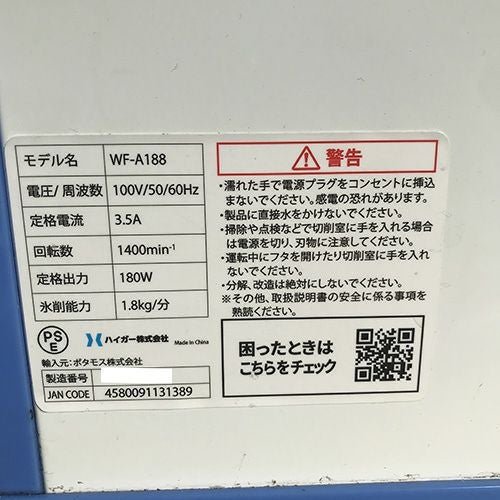 モデル名 WF-A188
電圧/周波数 100V/50/60Hz
定格電流 3.5A
回転数 1400min⁻¹
定格出力 180W
氷削能力 1.8kg/分
PSE ハイガー株式会社 Made in China
輸入元:ボタモス株式会社
製造番号
JAN CODE 4580091131389
警告
・濡れた手で電源プラグをコンセントに挿込
まないでください。感電の恐れがあります。
・製品に直接水をかけないでください。
・掃除や点検などで切削室に手を入れる場合
は電源を切り、刃物に注意してください。
・運転中にフタを開けたり切削室に手を入れ
ないでください。
・分解、改造は絶対にしないでください。
※その他、取扱説明書の安全に係る事項を
熟読ください。
困ったときは
こちらをチェック